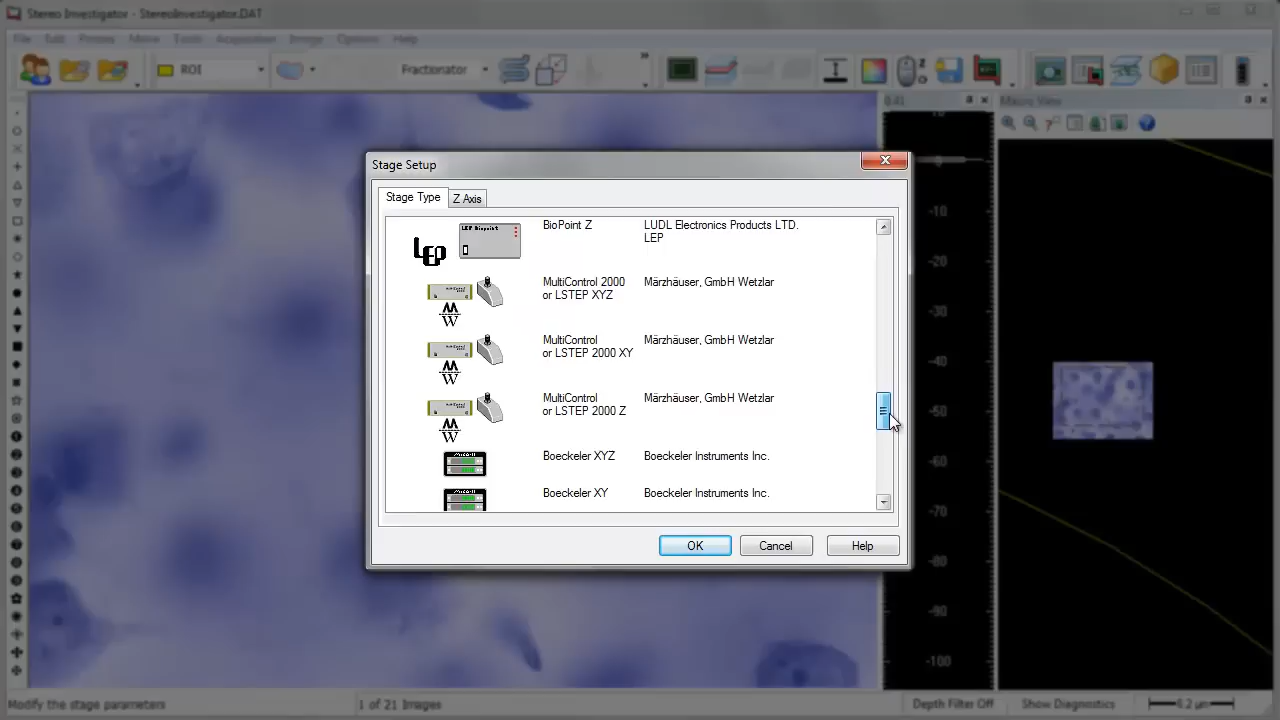 Stereo Investigator - StereoInvestigator.DAT
File Edit Probes Move Tools Acquisition Image Options Help
ROI
Fractionator
Macro View
Stage Setup
Stage Type
Z Axis
LEP Biopoint
LEP
BioPoint Z
LUDL Electronics Products LTD.
LEP
MultiControl 2000
or LSTEP XYZ
Märzhäuser, GmbH Wetzlar
MultiControl
or LSTEP 2000 XY
Märzhäuser, GmbH Wetzlar
MultiControl
or LSTEP 2000 Z
Märzhäuser, GmbH Wetzlar
Boeckeler XYZ
Boeckeler Instruments Inc.
Boeckeler XY
Boeckeler Instruments Inc.
OK
Cancel
Help
-10
-20
-30
-40
-50
-60
-70
-80
-90
-100
Modify the stage parameters
1 of 21 Images
Depth Filter Off
Show Diagnostics